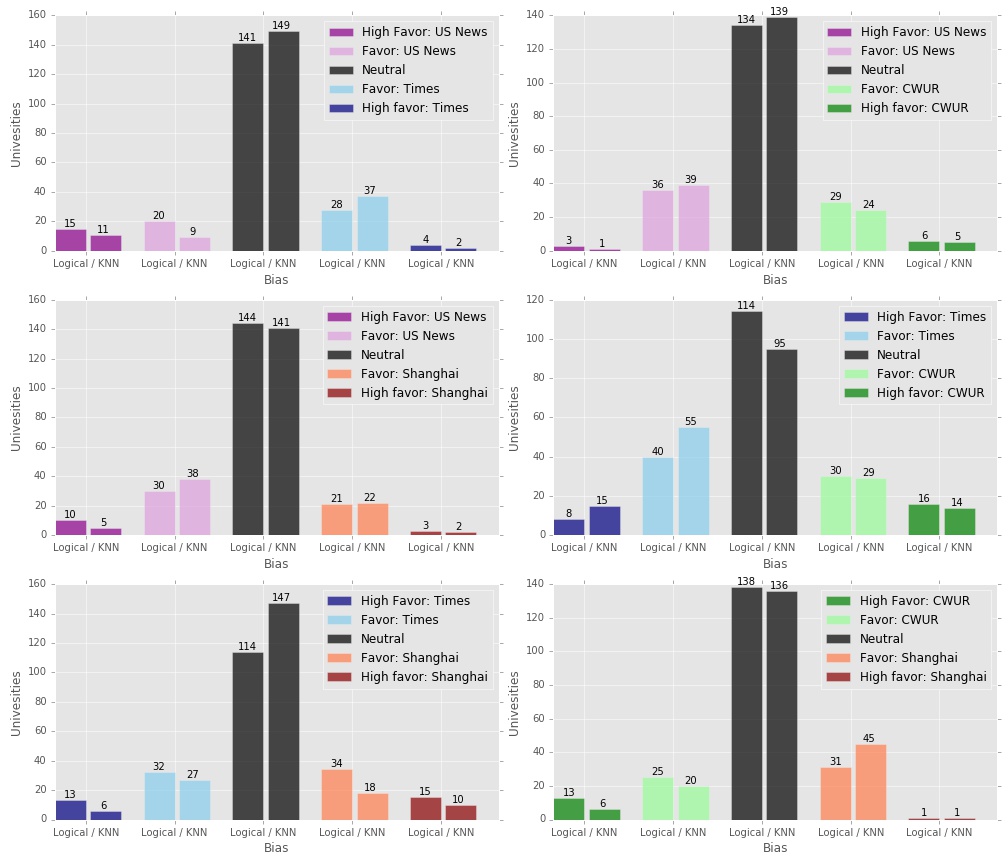 160
140
120
100
80
60
40
20
0
Univesities
15 11 20 9 141 149 28 37 4 2
High Favor: US News
Favor: US News
Neutral
Favor: Times
High favor: Times
Logical / KNN Logical / KNN Logical / KNN Logical / KNN Logical / KNN
Bias
140
120
100
80
60
40
20
0
Univesities
3 1 36 39 134 139 29 24 6 5
High Favor: US News
Favor: US News
Neutral
Favor: CWUR
High favor: CWUR
Logical / KNN Logical / KNN Logical / KNN Logical / KNN Logical / KNN
Bias
160
140
120
100
80
60
40
20
0
Univesities
10 5 30 38 144 141 21 22 3 2
High Favor: US News
Favor: US News
Neutral
Favor: Shanghai
High favor: Shanghai
Logical / KNN Logical / KNN Logical / KNN Logical / KNN Logical / KNN
Bias
120
100
80
60
40
20
0
Univesities
8 15 40 55 114 95 30 29 16 14
High Favor: Times
Favor: Times
Neutral
Favor: CWUR
High favor: CWUR
Logical / KNN Logical / KNN Logical / KNN Logical / KNN Logical / KNN
Bias
160
140
120
100
80
60
40
20
0
Univesities
13 6 32 27 114 147 34 18 15 10
High Favor: Times
Favor: Times
Neutral
Favor: Shanghai
High favor: Shanghai
Logical / KNN Logical / KNN Logical / KNN Logical / KNN Logical / KNN
Bias
140
120
100
80
60
40
20
0
Univesities
13 6 25 20 138 136 31 45 1 1
High Favor: CWUR
Favor: CWUR
Neutral
Favor: Shanghai
High favor: Shanghai
Logical / KNN Logical / KNN Logical / KNN Logical / KNN Logical / KNN
Bias